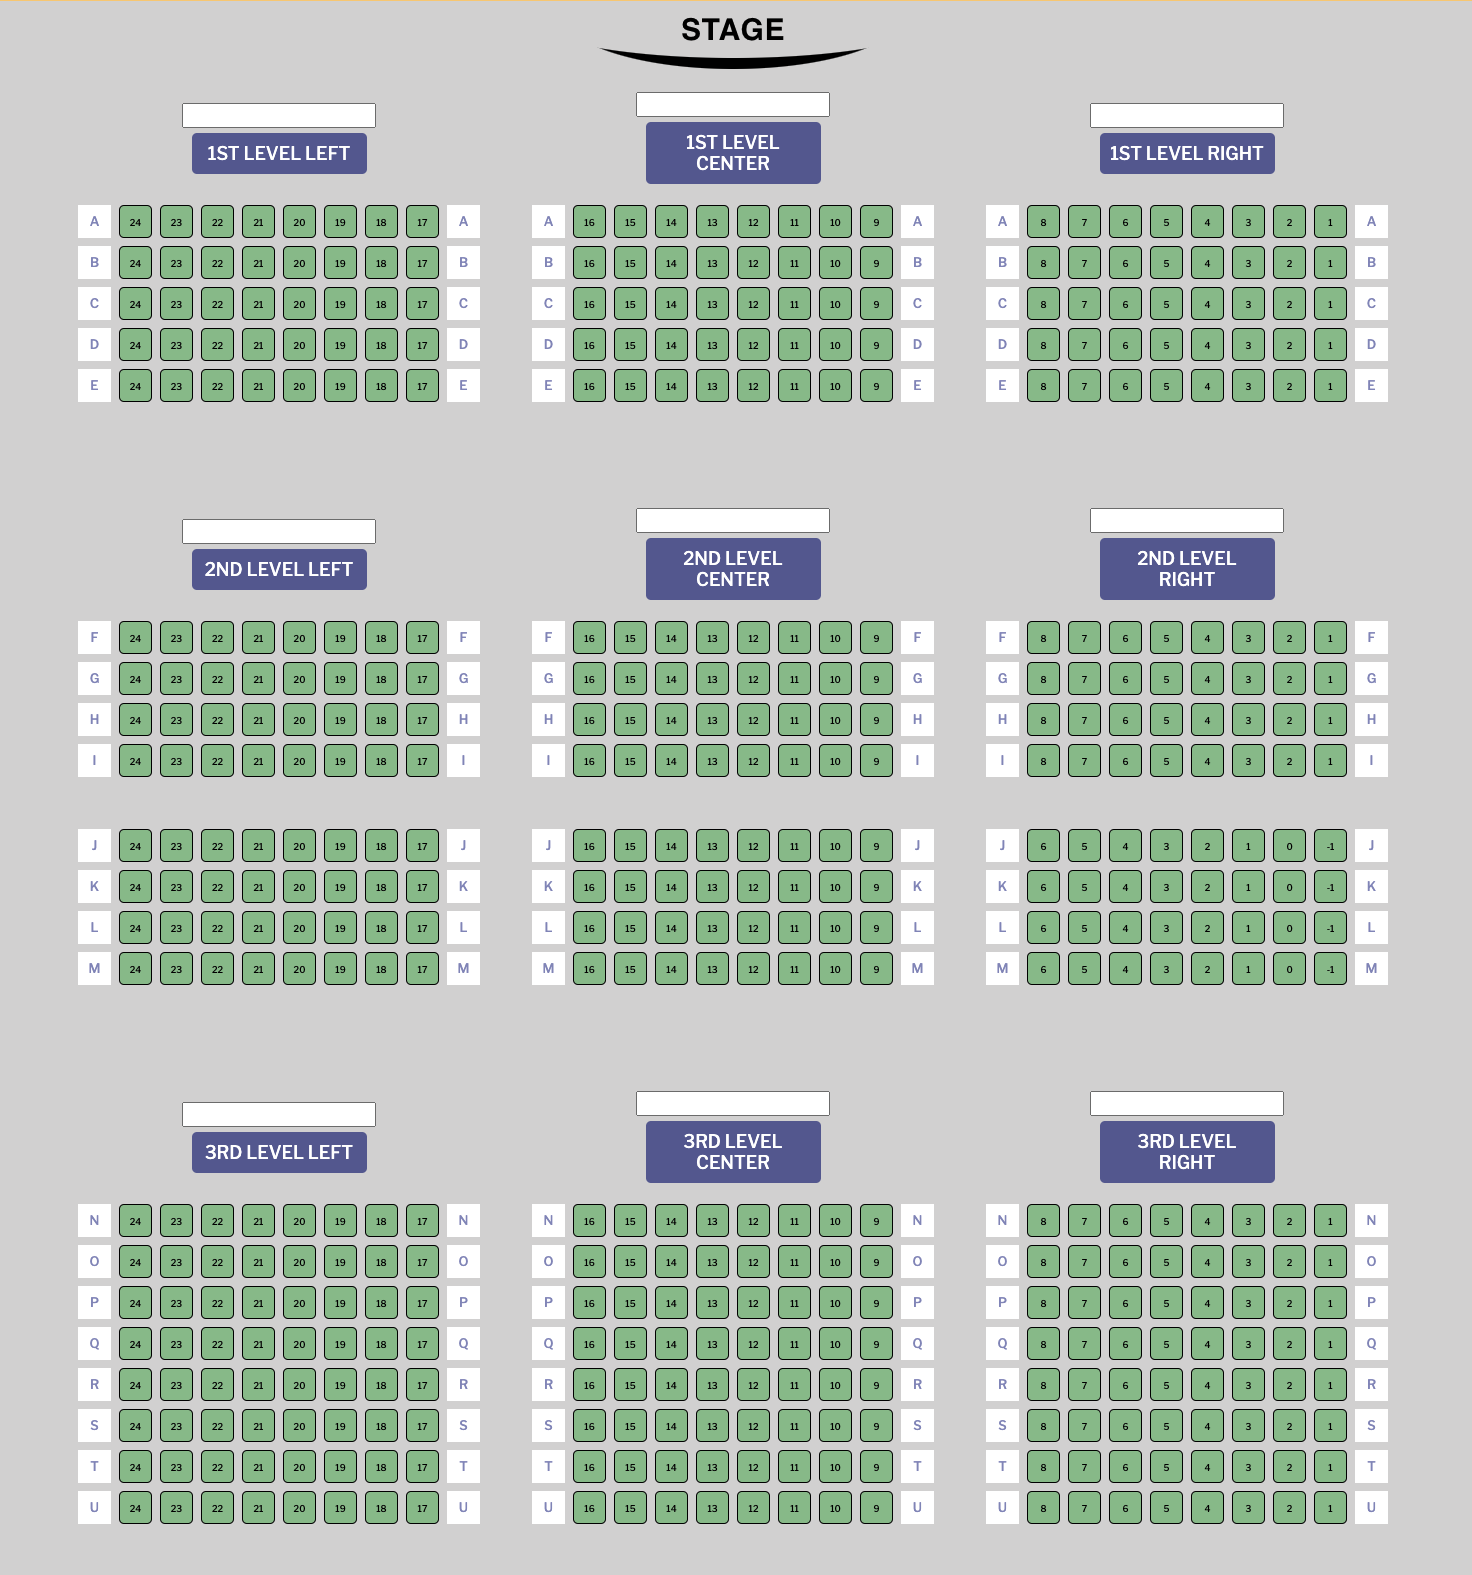 STAGE
1ST LEVEL LEFT
1ST LEVEL
CENTER
1ST LEVEL RIGHT
A 24 23 22 21 20 19 18 17 A A 16 15 14 13 12 11 10 9 A A 8 7 6 5 4 3 2 1 A
B 24 23 22 21 20 19 18 17 B B 16 15 14 13 12 11 10 9 B B 8 7 6 5 4 3 2 1 B
C 24 23 22 21 20 19 18 17 C C 16 15 14 13 12 11 10 9 C C 8 7 6 5 4 3 2 1 C
D 24 23 22 21 20 19 18 17 D D 16 15 14 13 12 11 10 9 D D 8 7 6 5 4 3 2 1 D
E 24 23 22 21 20 19 18 17 E E 16 15 14 13 12 11 10 9 E E 8 7 6 5 4 3 2 1 E
2ND LEVEL LEFT
2ND LEVEL
CENTER
2ND LEVEL
RIGHT
F 24 23 22 21 20 19 18 17 F F 16 15 14 13 12 11 10 9 F F 8 7 6 5 4 3 2 1 F
G 24 23 22 21 20 19 18 17 G G 16 15 14 13 12 11 10 9 G G 8 7 6 5 4 3 2 1 G
H 24 23 22 21 20 19 18 17 H H 16 15 14 13 12 11 10 9 H H 8 7 6 5 4 3 2 1 H
I 24 23 22 21 20 19 18 17 I I 16 15 14 13 12 11 10 9 I I 8 7 6 5 4 3 2 1 I
J 24 23 22 21 20 19 18 17 J J 16 15 14 13 12 11 10 9 J J 6 5 4 3 2 1 0 -1 J
K 24 23 22 21 20 19 18 17 K K 16 15 14 13 12 11 10 9 K K 6 5 4 3 2 1 0 -1 K
L 24 23 22 21 20 19 18 17 L L 16 15 14 13 12 11 10 9 L L 6 5 4 3 2 1 0 -1 L
M 24 23 22 21 20 19 18 17 M M 16 15 14 13 12 11 10 9 M M 6 5 4 3 2 1 0 -1 M
3RD LEVEL LEFT
3RD LEVEL
CENTER
3RD LEVEL
RIGHT
N 24 23 22 21 20 19 18 17 N N 16 15 14 13 12 11 10 9 N N 8 7 6 5 4 3 2 1 N
O 24 23 22 21 20 19 18 17 O O 16 15 14 13 12 11 10 9 O O 8 7 6 5 4 3 2 1 O
P 24 23 22 21 20 19 18 17 P P 16 15 14 13 12 11 10 9 P P 8 7 6 5 4 3 2 1 P
Q 24 23 22 21 20 19 18 17 Q Q 16 15 14 13 12 11 10 9 Q Q 8 7 6 5 4 3 2 1 Q
R 24 23 22 21 20 19 18 17 R R 16 15 14 13 12 11 10 9 R R 8 7 6 5 4 3 2 1 R
S 24 23 22 21 20 19 18 17 S S 16 15 14 13 12 11 10 9 S S 8 7 6 5 4 3 2 1 S
T 24 23 22 21 20 19 18 17 T T 16 15 14 13 12 11 10 9 T T 8 7 6 5 4 3 2 1 T
U 24 23 22 21 20 19 18 17 U U 16 15 14 13 12 11 10 9 U U 8 7 6 5 4 3 2 1 U